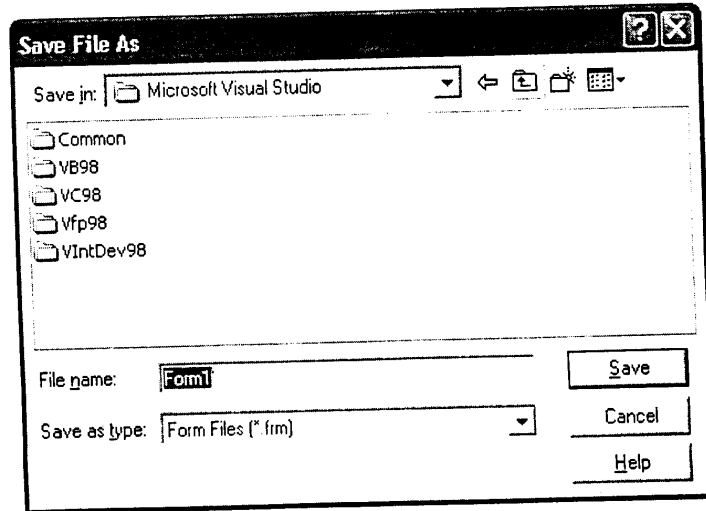 Save File As
Save in: Microsoft Visual Studio
Common
VB98
VC98
Vfp98
VIntDev98
File name: Form1
Save
Save as type: Form Files (*.frm)
Cancel
Help